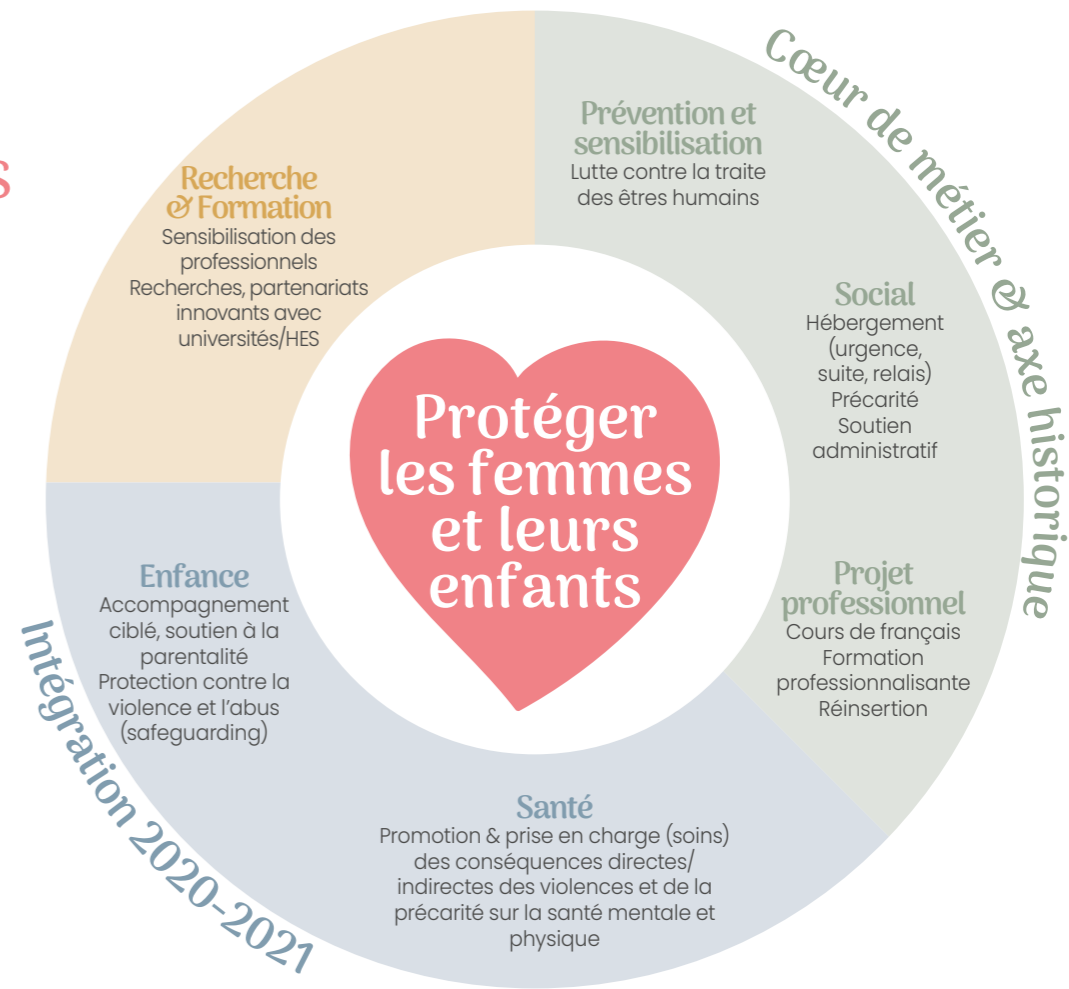 s
Cœur de métier & axe historique
Prévention et
sensibilisation
Lutte contre la traite
des êtres humains
Social
Hébergement
(urgence,
suite, relais)
Précarité
Soutien
administratif
Projet
professionnel
Cours de français
Formation
professionnalisante
Réinsertion
Santé
Promotion & prise en charge (soins)
des conséquences directes/
indirectes des violences et de la
précarité sur la santé mentale et
physique
Intégration 2020-2021
Enfance
Accompagnement
ciblé, soutien à la
parentalité
Protection contre la
violence et l’abus
(safeguarding)
Recherche
& Formation
Sensibilisation des
professionnels
Recherches, partenariats
innovants avec
universités/HES
Protéger
les femmes
et leurs
enfants